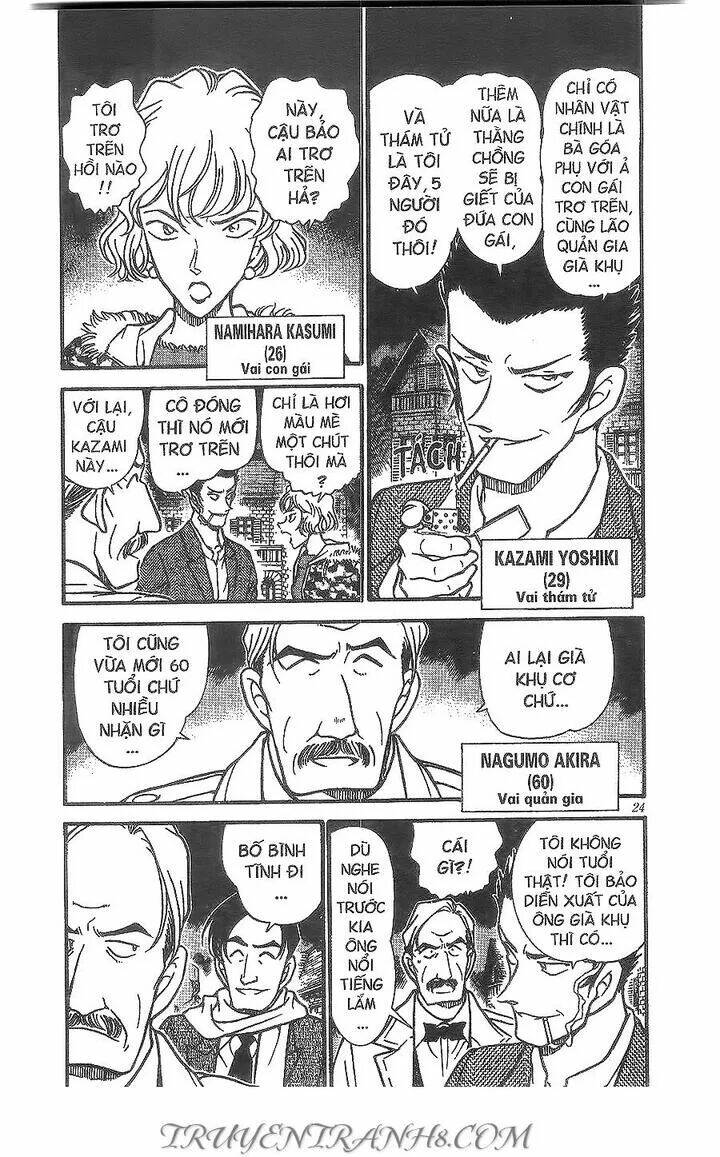 CHỈ CÓ
NHÂN VẬT
CHÍNH LÀ
BÀ GÓA
PHỤ VỚI Ả
CON GÁI
TRƠ TRẼN,
CÙNG LÃO
QUẢN GIA
GIÀ KHỤ
...
THÊM
NỮA LÀ
THẰNG
CHỒNG
SẼ BỊ
GIẾT CỦA
ĐỨA CON
GÁI,
VÀ
THÁM TỬ
LÀ TÔI
ĐÂY, 5
NGƯỜI
ĐÓ
THÔI!
TÁCH
KAZAMI YOSHIKI
(29)
Vai thám tử
NÀY,
CẬU BẢO
AI TRƠ
TRẼN
HẢ?
TÔI
TRƠ
TRẼN
HỒI NÀO
!!
NAMIHARA KASUMI
(26)
Vai con gái
CHỈ LÀ HƠI
MÀU MÈ
MỘT CHÚT
THÔI MÀ
?
CÔ ĐÓNG
THÌ NÓ MỚI
TRƠ TRẼN
...
VỚI LẠI,
CẬU
KAZAMI
NÀY...
AI LẠI GIÀ
KHỤ CƠ
CHỨ...
TÔI CŨNG
VỪA MỚI 60
TUỔI CHỨ
NHIỀU
NHẶN GÌ
...
NAGUMO AKIRA
(60)
Vai quản gia
24
TÔI KHÔNG
NÓI TUỔI
THẬT! TÔI BẢO
DIỄN XUẤT CỦA
ÔNG GIÀ KHỤ
THÌ CÓ...
CÁI
GÌ?!
DÙ
NGHE
NÓI
TRƯỚC
KIA
ÔNG
NỔI
TIẾNG
LẮM
...
BỐ BÌNH
TĨNH ĐI
...
TRUYENTRANH8.COM